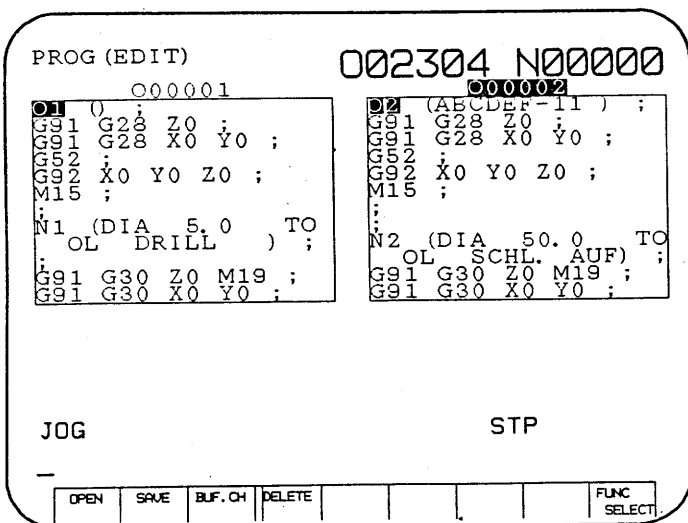 PROG (EDIT)
O02304 N00000
O00001
O1 () ;
G91 G28 Z0 ;
G91 G28 X0 Y0 ;
G52 ;
G92 X0 Y0 Z0 ;
M15 ;
;
N1 (DIA 5.0 TO
OL DRILL ) ;
;
G91 G30 Z0 M19 ;
G91 G30 X0 Y0 ;
O00002
O2 (ABCDEF-11 ) ;
G91 G28 Z0 ;
G91 G28 X0 Y0 ;
G52 ;
G92 X0 Y0 Z0 ;
M15 ;
;
;
N2 (DIA 50.0 TO
OL SCHL. AUF) ;
G91 G30 Z0 M19 ;
G91 G30 X0 Y0 ;
JOG
STP
OPEN SAVE BUF.CH DELETE FUNC
SELECT